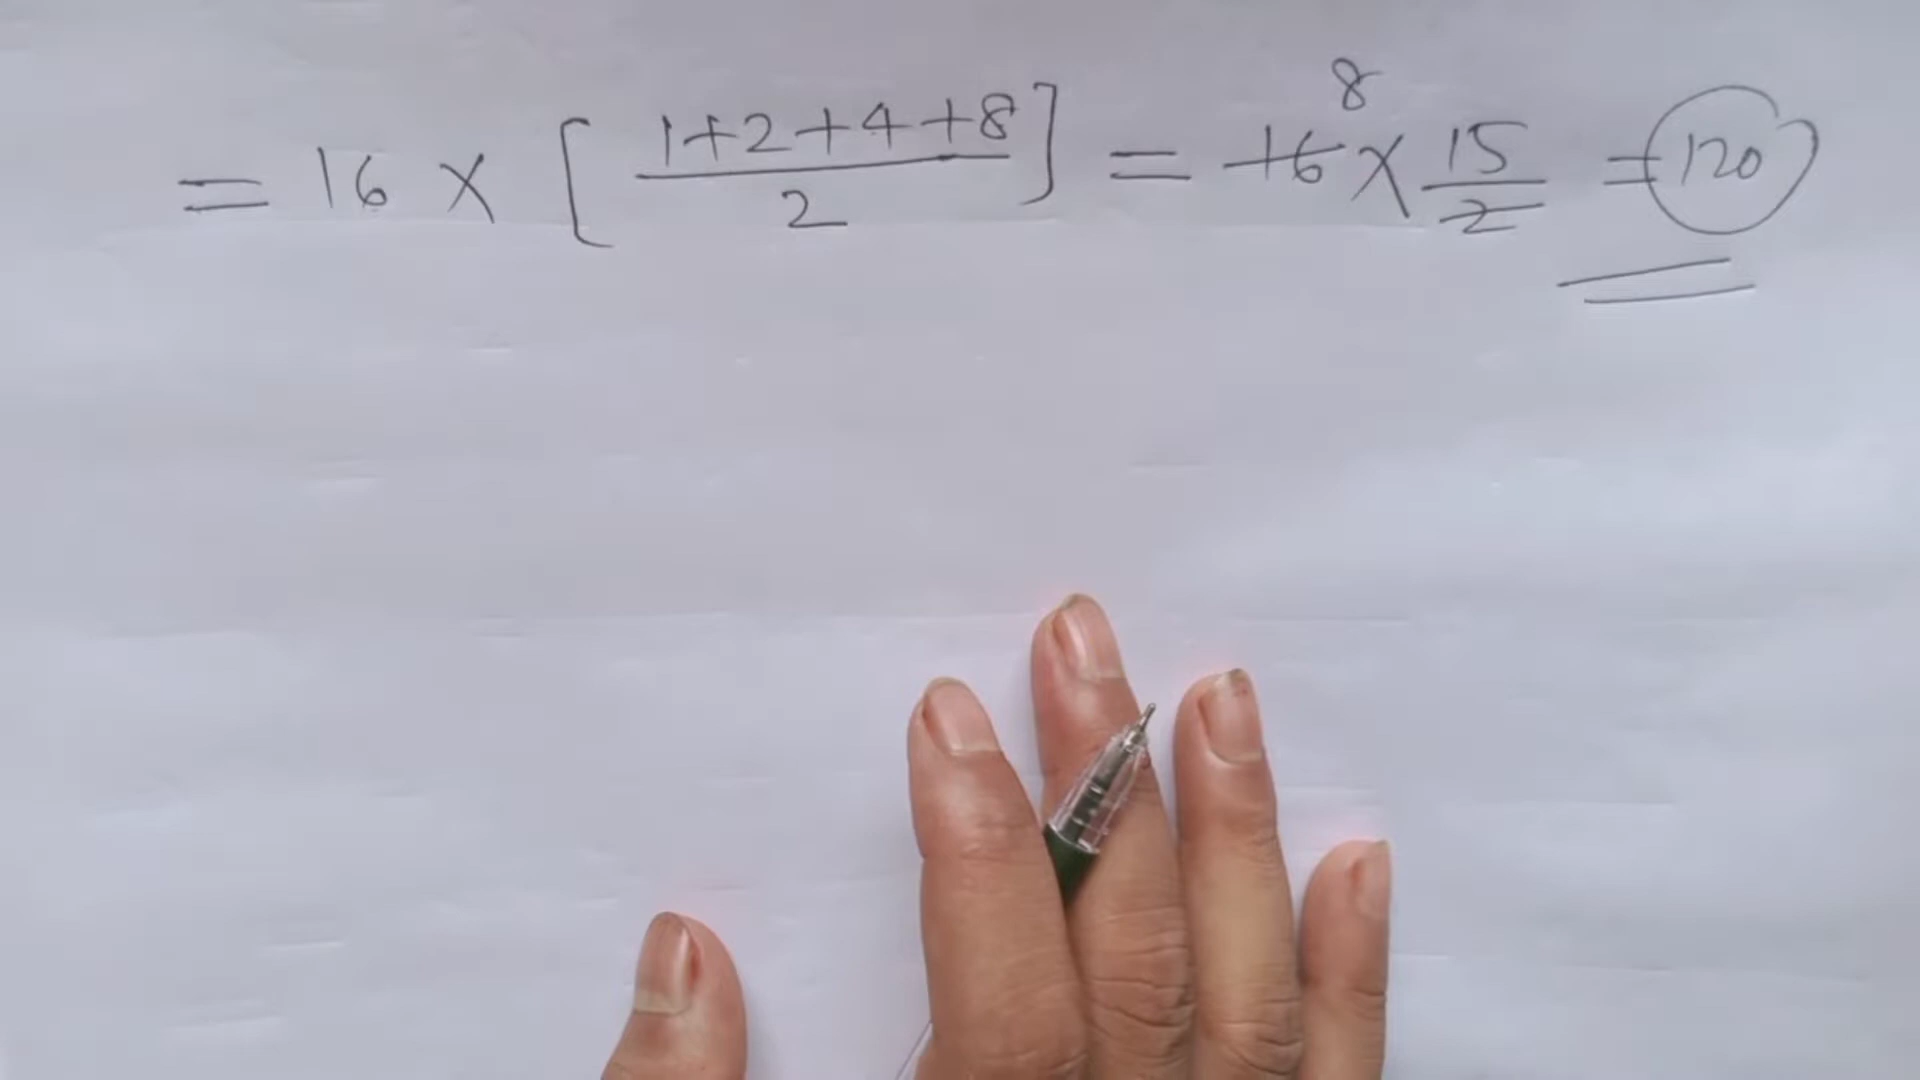 = 16 × [ (1+2+4+8)/2 ] = 16 × 15/2 = 120
8